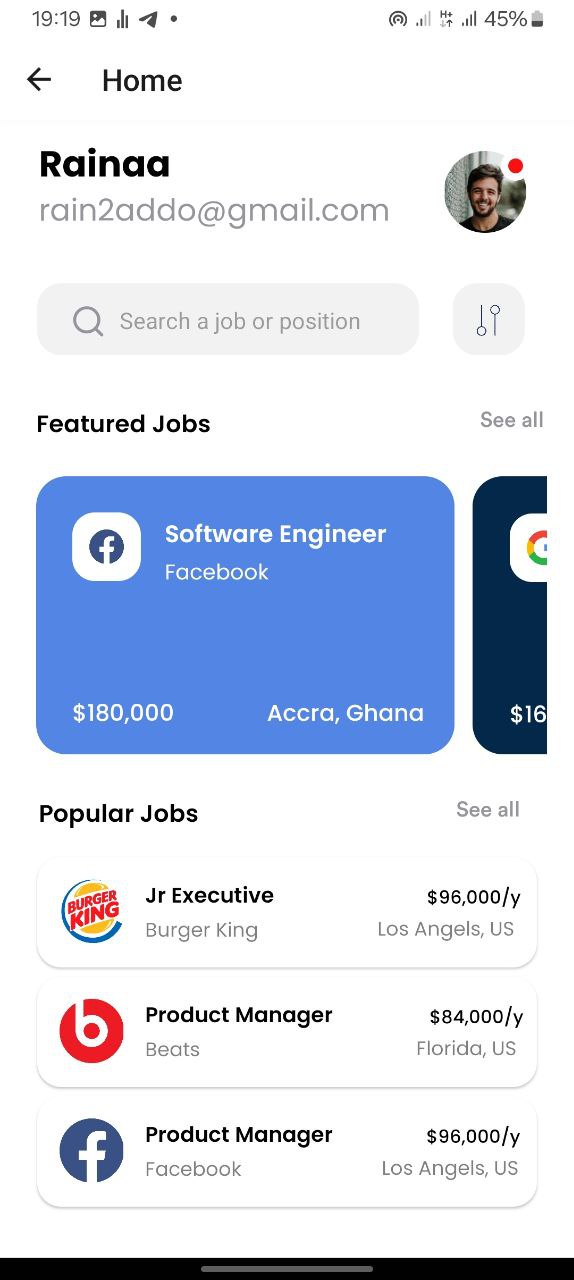 19:19
H+
45%
Home
Rainaa
rain2addo@gmail.com
Search a job or position
Featured Jobs
See all
Software Engineer
Facebook
$180,000
Accra, Ghana
$16
Popular Jobs
See all
BURGER
KING
Jr Executive
$96,000/y
Burger King
Los Angels, US
Product Manager
$84,000/y
Beats
Florida, US
Product Manager
$96,000/y
Facebook
Los Angels, US